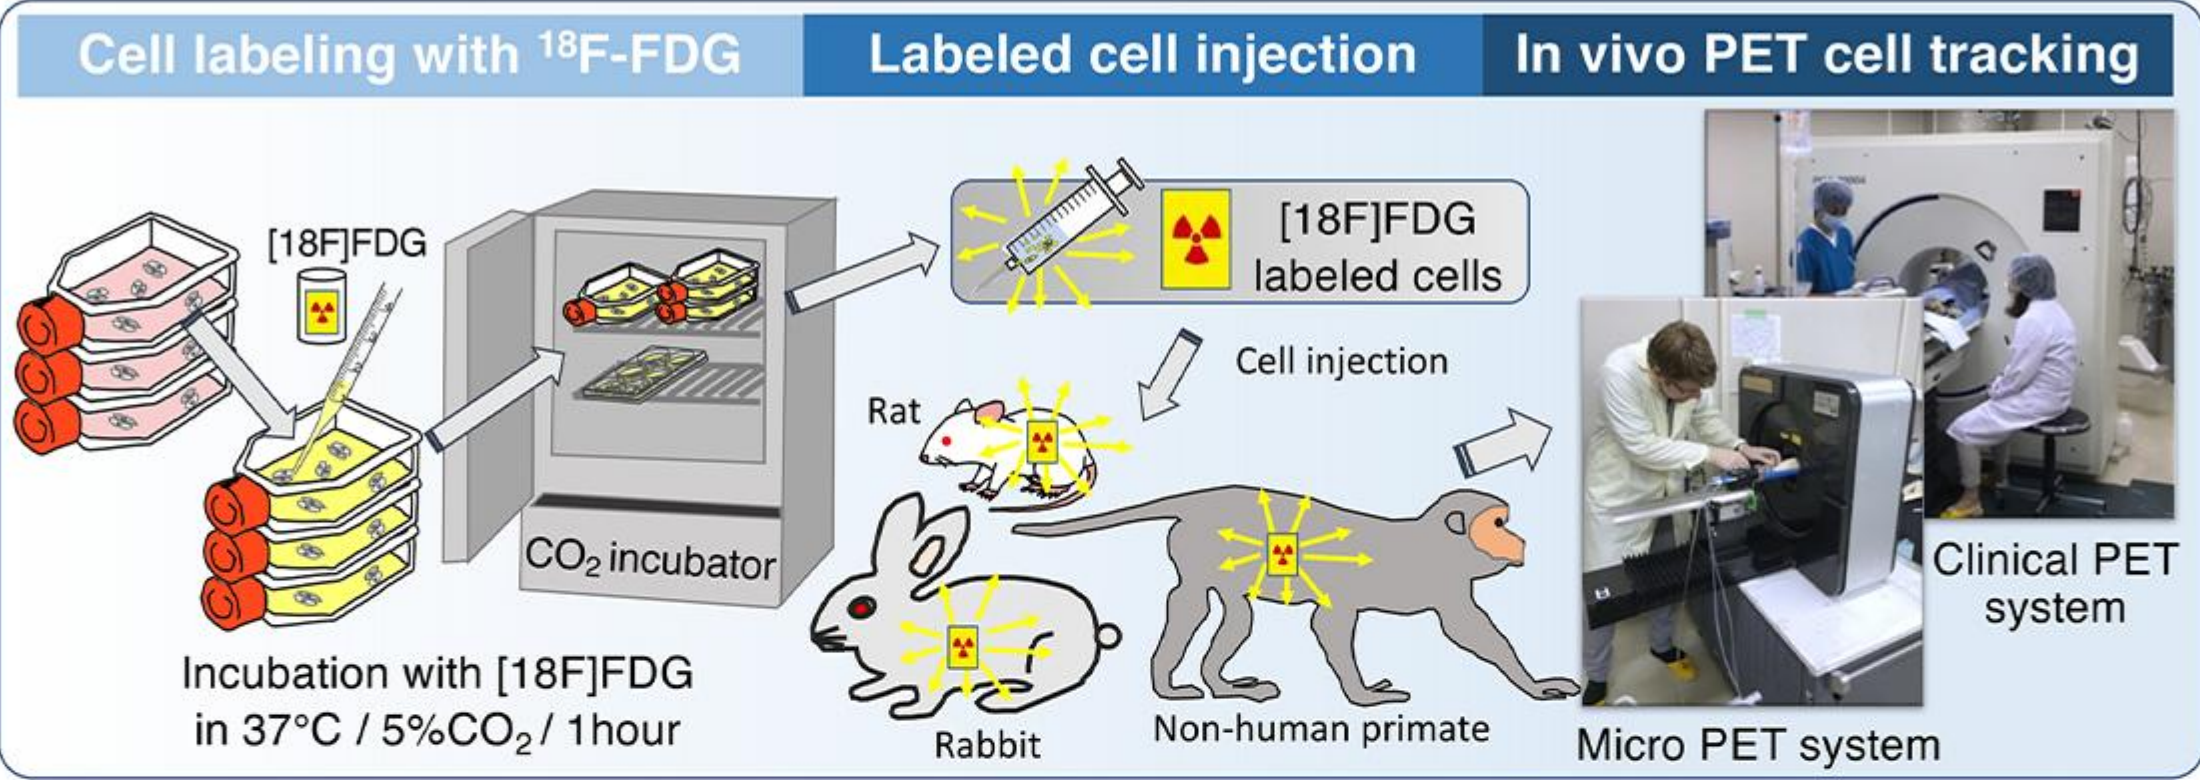 Cell labeling with ¹⁸F-FDG
Labeled cell injection
In vivo PET cell tracking
[18F]FDG
CO₂ incubator
Incubation with [18F]FDG
in 37°C / 5%CO₂ / 1hour
[18F]FDG
labeled cells
Cell injection
Rat
Rabbit
Non-human primate
Clinical PET
system
Micro PET system